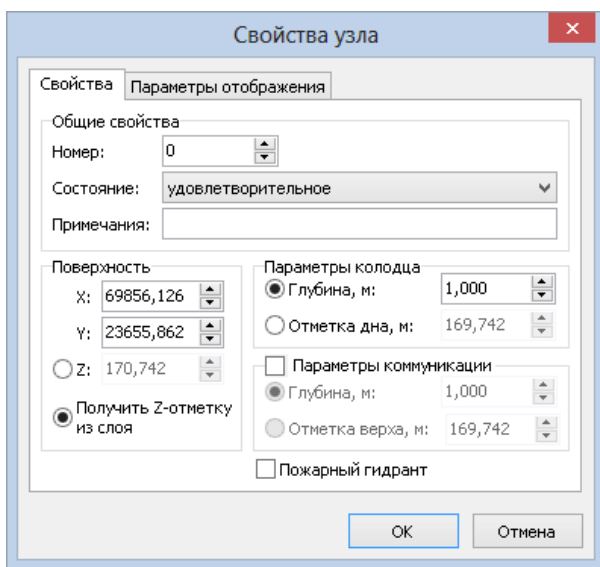 Свойства узла
Свойства
Параметры отображения
Общие свойства
Номер:
0
Состояние:
удовлетворительное
Примечания:
Поверхность
X:
69856,126
Y:
23655,862
Z:
170,742
Получить Z-отметку
из слоя
Параметры колодца
Глубина, м:
1,000
Отметка дна, м:
169,742
Параметры коммуникации
Глубина, м:
1,000
Отметка верха, м:
169,742
Пожарный гидрант
OK
Отмена